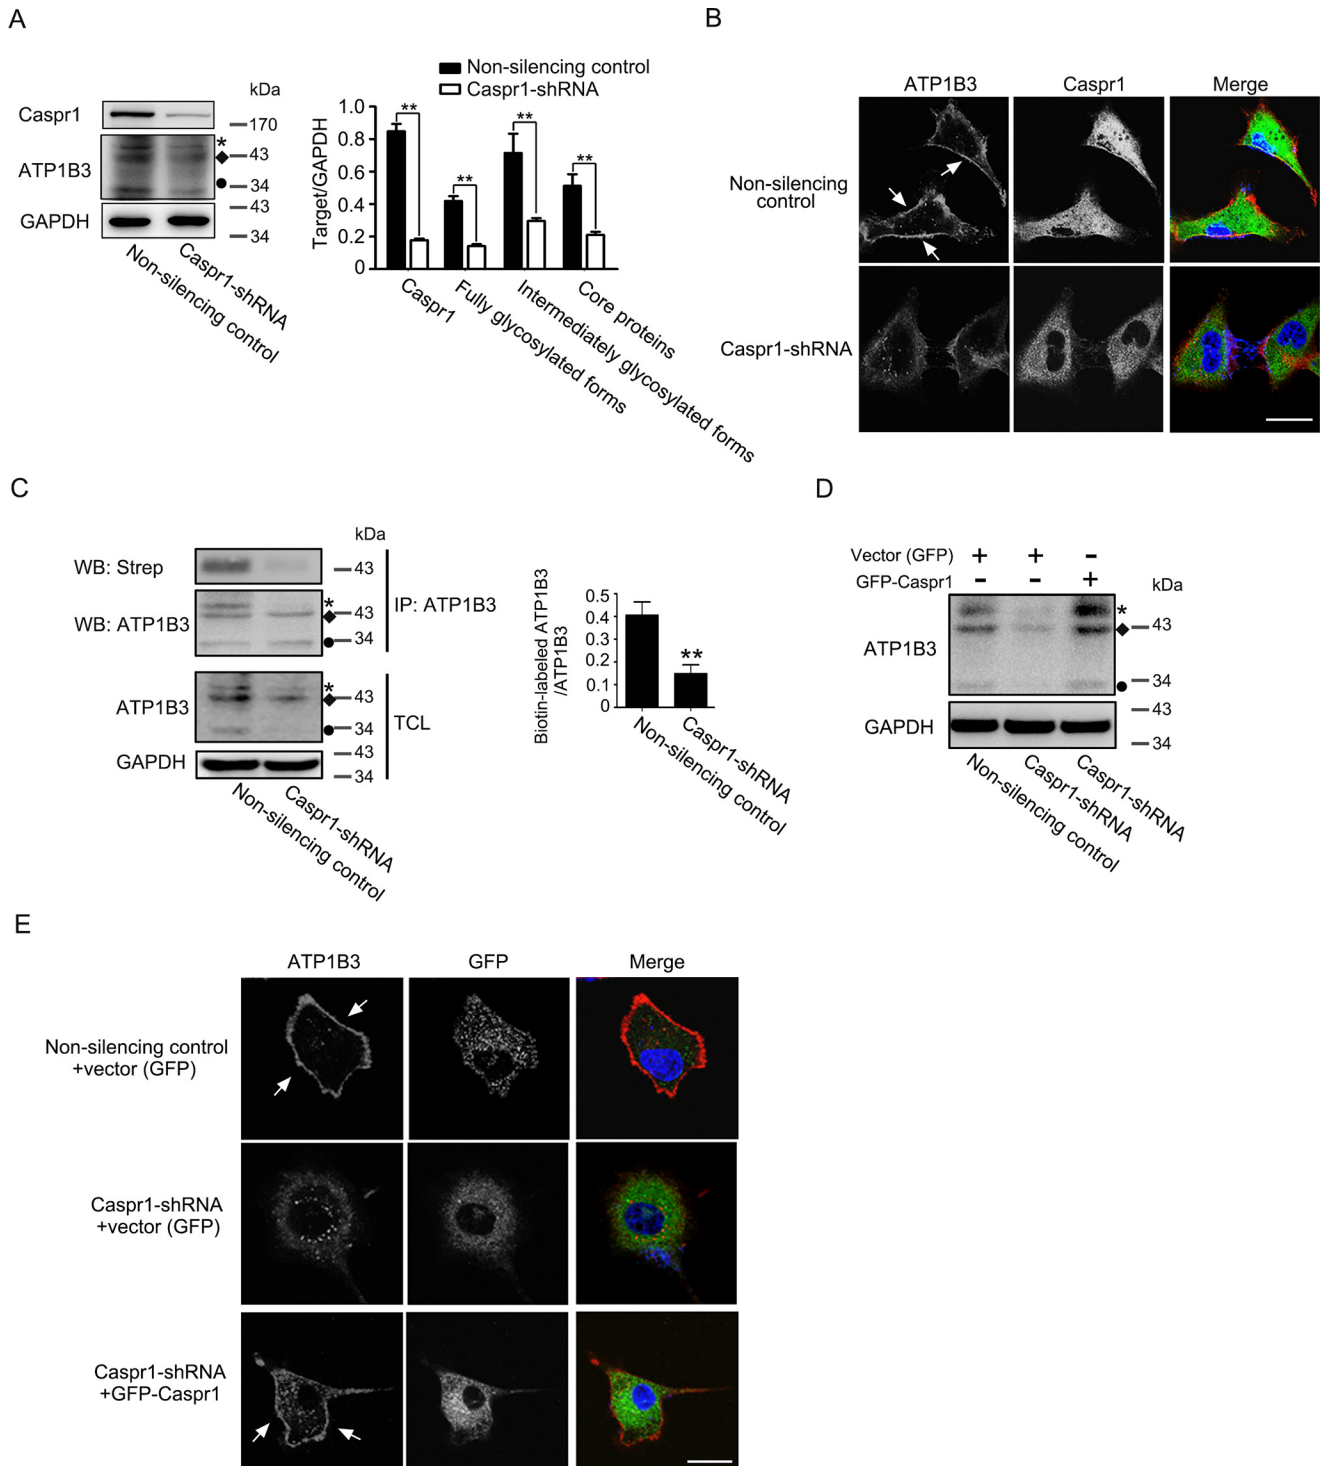 A
kDa
Caspr1
170
ATP1B3
*
43
34
GAPDH
43
34
Non-silencing control
Caspr1-shRNA
Non-silencing control
Caspr1-shRNA
Target/GAPDH
1.0
0.8
0.6
0.4
0.2
0
**
**
**
**
Caspr1
Fully glycosylated forms
Intermediately glycosylated forms
Core proteins
B
ATP1B3 Caspr1 Merge
Non-silencing
control
Caspr1-shRNA
C
kDa
WB: Strep
43
WB: ATP1B3
*
43
34
IP: ATP1B3
ATP1B3
*
43
34
TCL
GAPDH
43
34
Non-silencing control
Caspr1-shRNA
Biotin-labeled ATP1B3
/ATP1B3
0.5
0.4
0.3
0.2
0.1
0
**
Non-silencing control
Caspr1-shRNA
D
Vector (GFP) + + -
GFP-Caspr1 - - +
kDa
ATP1B3
*
43
34
GAPDH
43
34
Non-silencing control
Caspr1-shRNA
Caspr1-shRNA
E
ATP1B3 GFP Merge
Non-silencing control
+vector (GFP)
Caspr1-shRNA
+vector (GFP)
Caspr1-shRNA
+GFP-Caspr1